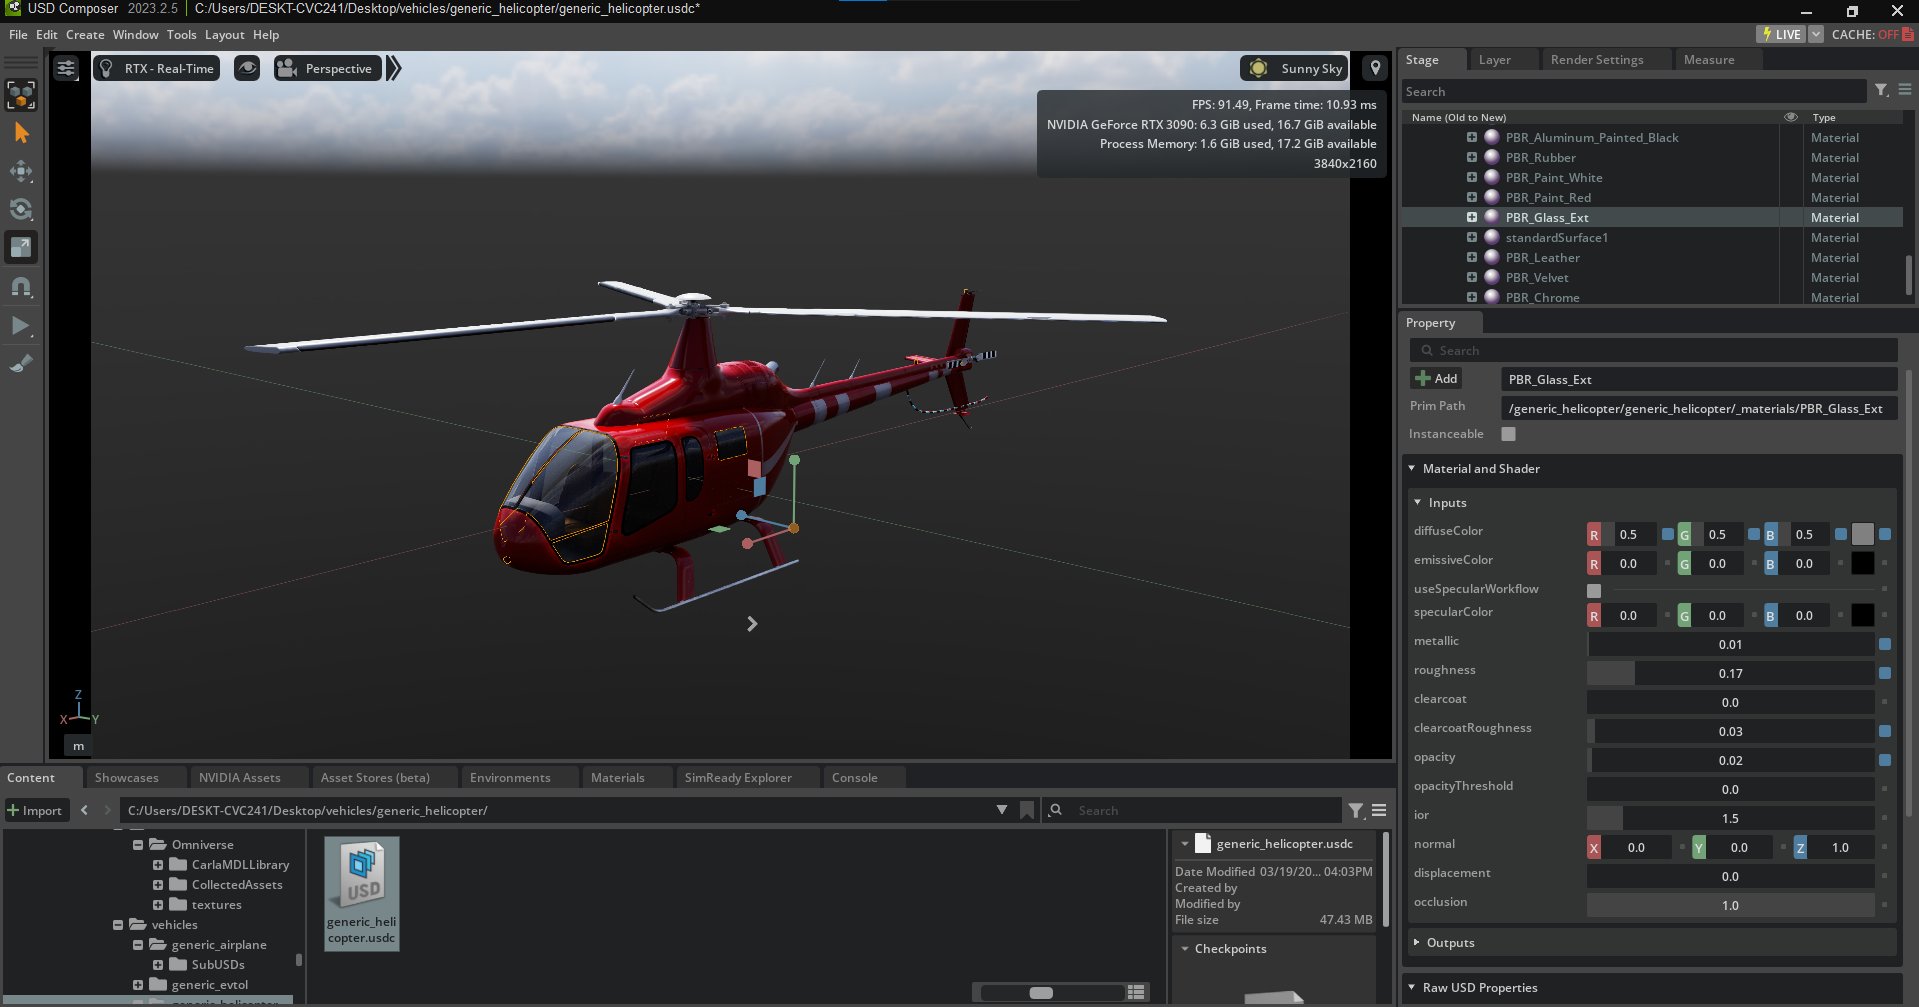 USD Composer 2023.2.5 C:/Users/DESKT-CVC241/Desktop/vehicles/generic_helicopter/generic_helicopter.usdc*
File Edit Create Window Tools Layout Help
LIVE CACHE: OFF
RTX - Real-Time
Perspective
Sunny Sky
FPS: 91.49, Frame time: 10.93 ms
NVIDIA GeForce RTX 3090: 6.3 GiB used, 16.7 GiB available
Process Memory: 1.6 GiB used, 17.2 GiB available
3840x2160
Z
X Y
m
Stage Layer Render Settings Measure
Search
Name (Old to New) Type
PBR_Aluminum_Painted_Black Material
PBR_Rubber Material
PBR_Paint_White Material
PBR_Paint_Red Material
PBR_Glass_Ext Material
standardSurface1 Material
PBR_Leather Material
PBR_Velvet Material
PBR_Chrome Material
Property
Search
Add PBR_Glass_Ext
Prim Path /generic_helicopter/generic_helicopter/_materials/PBR_Glass_Ext
Instanceable
Material and Shader
Inputs
diffuseColor R 0.5 G 0.5 B 0.5
emissiveColor R 0.0 G 0.0 B 0.0
useSpecularWorkflow
specularColor R 0.0 G 0.0 B 0.0
metallic 0.01
roughness 0.17
clearcoat 0.0
clearcoatRoughness 0.03
opacity 0.02
opacityThreshold 0.0
ior 1.5
normal X 0.0 Y 0.0 Z 1.0
displacement 0.0
occlusion 1.0
Outputs
Raw USD Properties
Content Showcases NVIDIA Assets Asset Stores (beta) Environments Materials SimReady Explorer Console
Import C:/Users/DESKT-CVC241/Desktop/vehicles/generic_helicopter/ Search
Omniverse
CarlaMDLLibrary
CollectedAssets
textures
vehicles
generic_airplane
SubUSDs
generic_evtol
generic_helicopter
USD
generic_heli
copter.usdc
generic_helicopter.usdc
Date Modified 03/19/20... 04:03PM
Created by
Modified by
File size 47.43 MB
Checkpoints